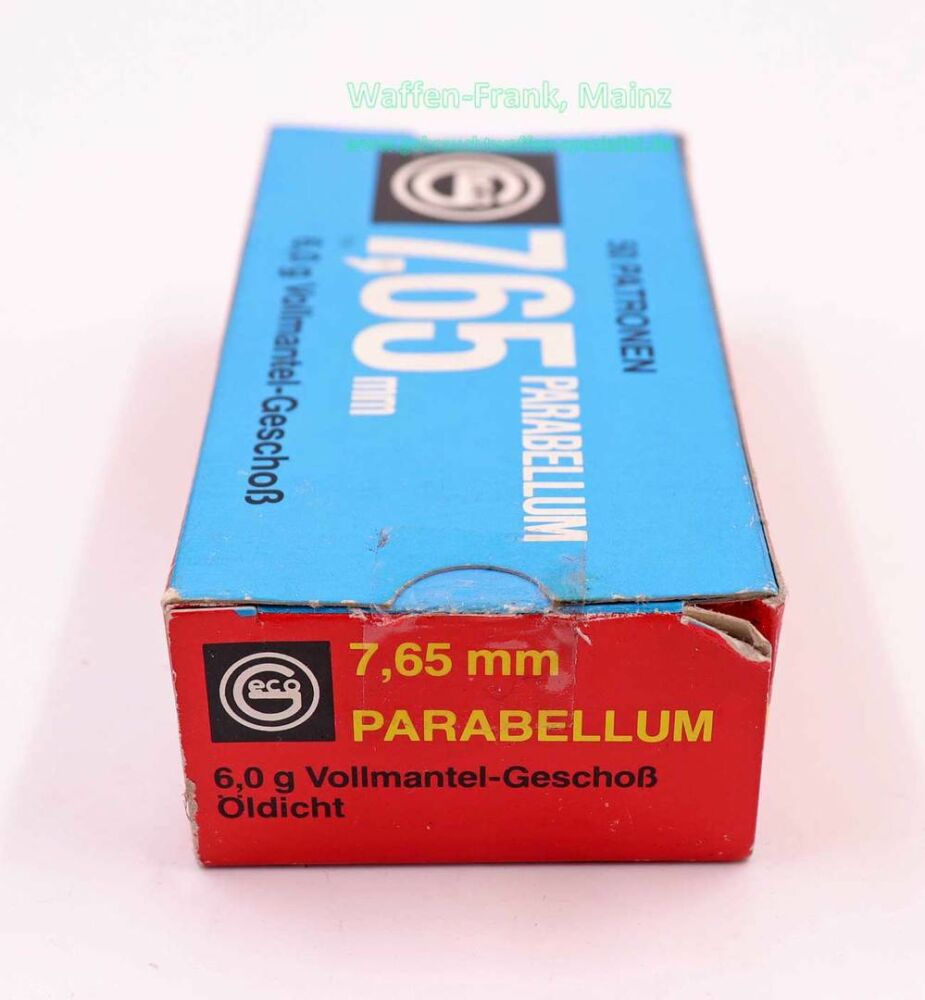 Waffen-Frank, Mainz
50 PATRONEN
7,65 mm
PARABELLUM
6,0 g Vollmantel-Geschoß
Geco
7,65 mm
PARABELLUM
6,0 g Vollmantel-Geschoß
Öldicht